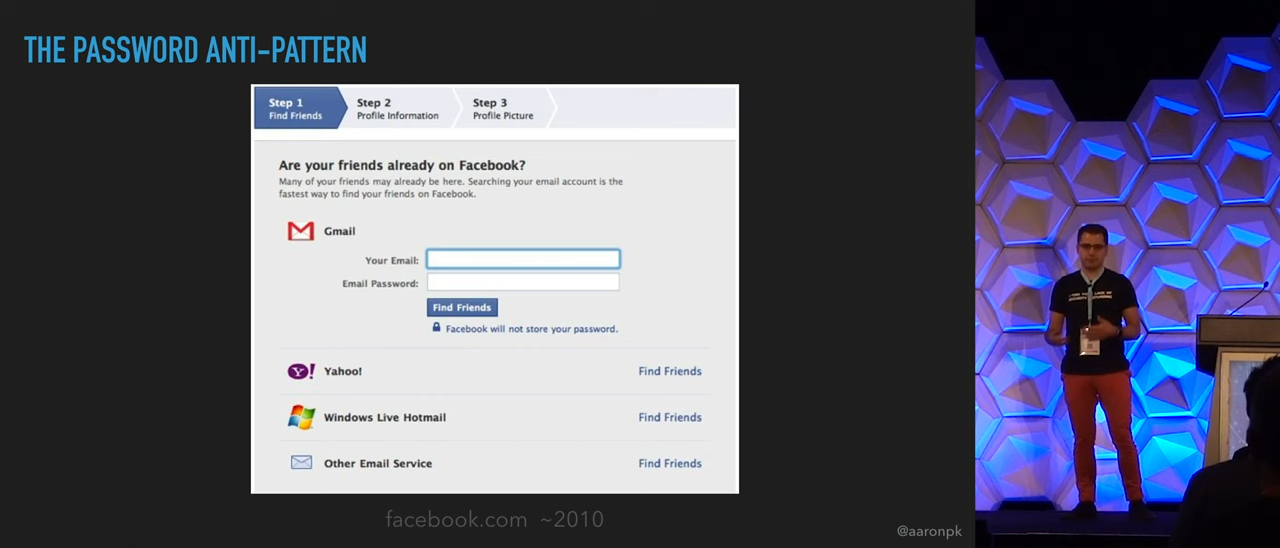 THE PASSWORD ANTI-PATTERN
Step 1
Find Friends
Step 2
Profile Information
Step 3
Profile Picture
Are your friends already on Facebook?
Many of your friends may already be here. Searching your email account is the
fastest way to find your friends on Facebook.
Gmail
Your Email:
Email Password:
Find Friends
Facebook will not store your password.
Yahoo!
Find Friends
Windows Live Hotmail
Find Friends
Other Email Service
Find Friends
facebook.com ~2010
@aaronpk